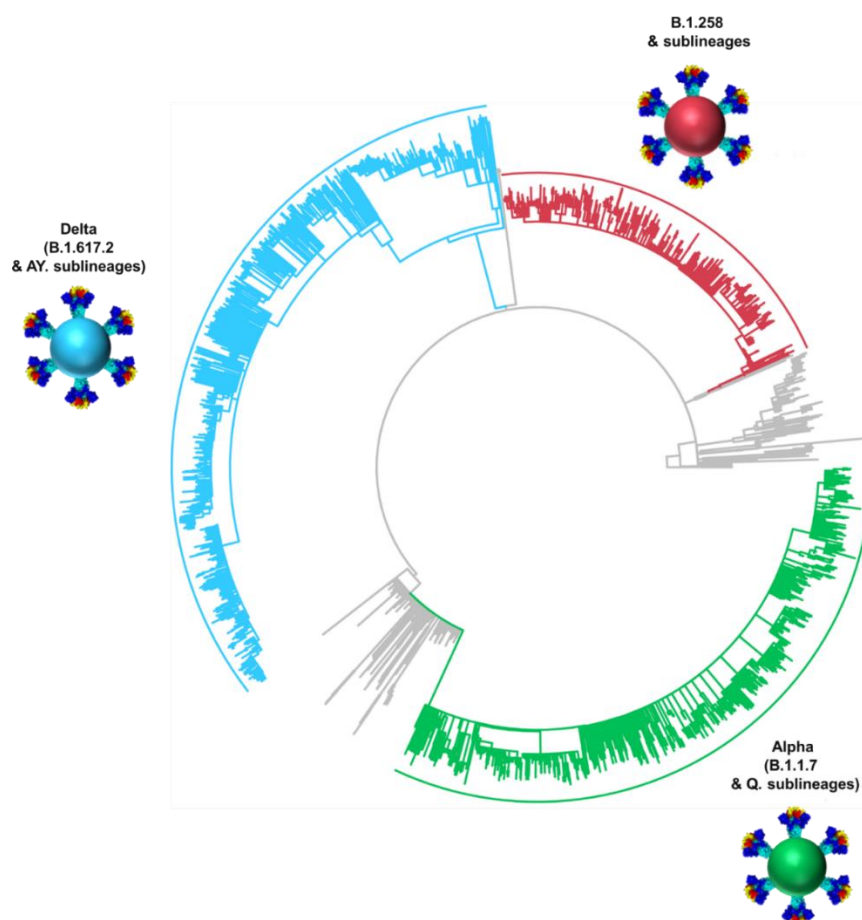 B.1.258
& sublineages
Delta
(B.1.617.2
& AY. sublineages)
Alpha
(B.1.1.7
& Q. sublineages)